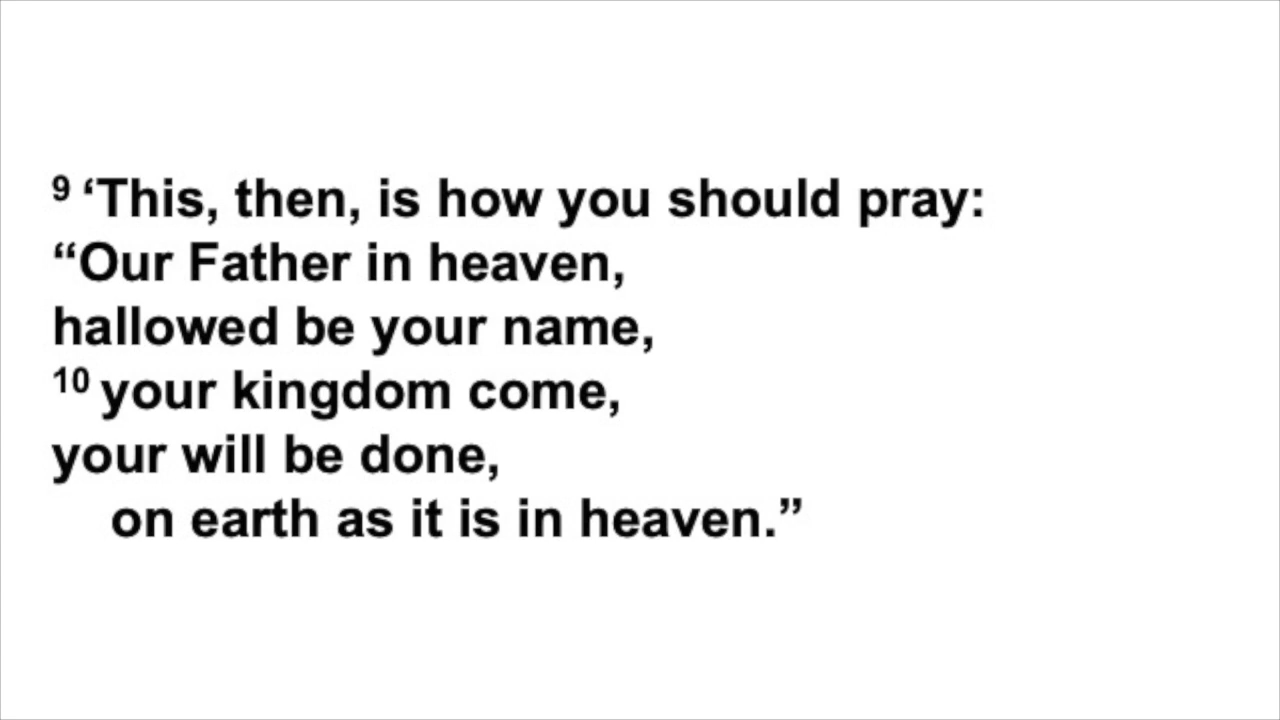 9 ‘This, then, is how you should pray:
“Our Father in heaven,
hallowed be your name,
10 your kingdom come,
your will be done,
on earth as it is in heaven.”